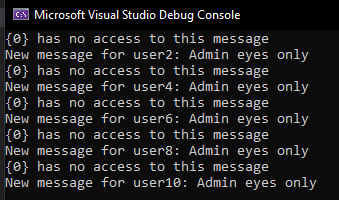 Microsoft Visual Studio Debug Console
{0} has no access to this message
New message for user2: Admin eyes only
{0} has no access to this message
New message for user4: Admin eyes only
{0} has no access to this message
New message for user6: Admin eyes only
{0} has no access to this message
New message for user8: Admin eyes only
{0} has no access to this message
New message for user10: Admin eyes only